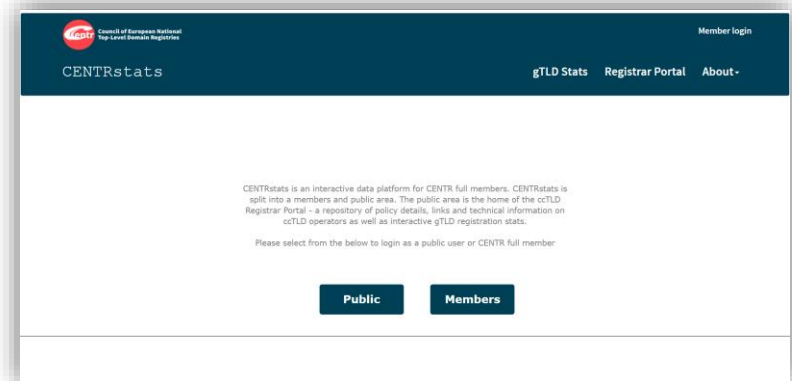 Centr
Council of European National
Top-Level Domain Registries
Member login
CENTRstats
gTLD Stats Registrar Portal About
CENTRstats is an interactive data platform for CENTR full members. CENTRstats is
split into a members and public area. The public area is the home of the ccTLD
Registrar Portal - a repository of policy details, links and technical information on
ccTLD operators as well as interactive gTLD registration stats.
Please select from the below to login as a public user or CENTR full member
Public Members